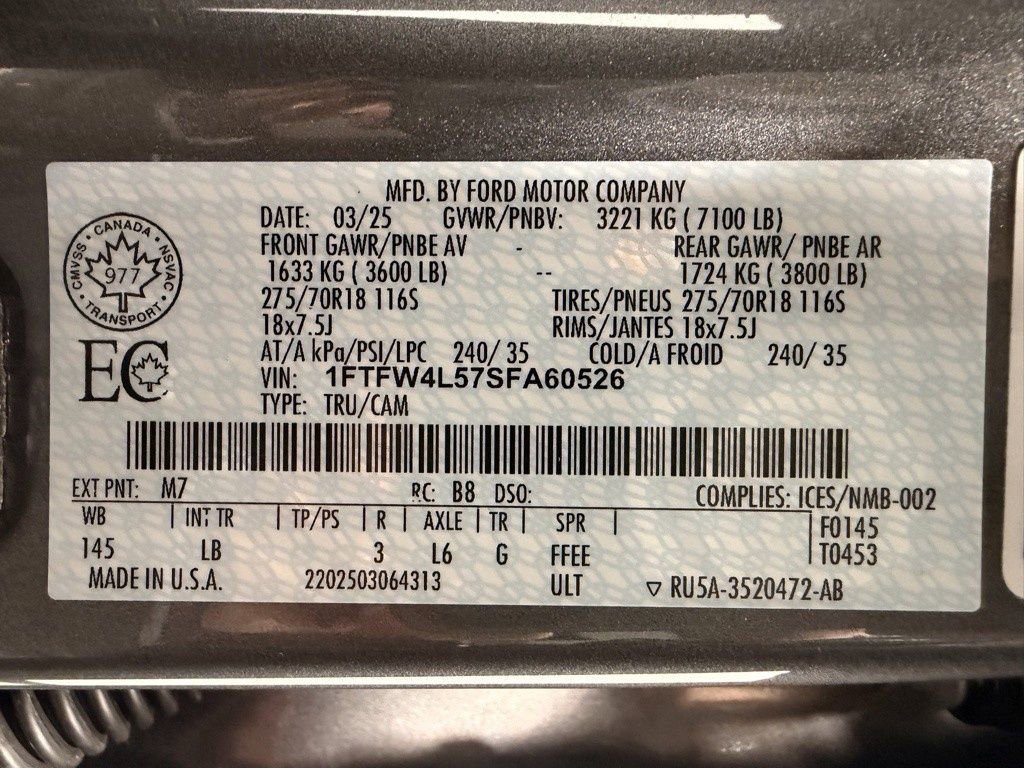 MFD. BY FORD MOTOR COMPANY
DATE: 03/25 GVWR/PNBV: 3221 KG ( 7100 LB)
FRONT GAWR/PNBE AV - REAR GAWR/ PNBE AR
1633 KG ( 3600 LB) -- 1724 KG ( 3800 LB)
275/70R18 116S TIRES/PNEUS 275/70R18 116S
18x7.5J RIMS/JANTES 18x7.5J
AT/A kPa/PSI/LPC 240/ 35 COLD/A FROID 240/ 35
VIN: 1FTFW4L57SFA60526
TYPE: TRU/CAM
CANADA
CMVSS · NSVAC
977
TRANSPORT
EC
EXT PNT: M7 RC: B8 DSO: COMPLIES: ICES/NMB-002
WB | INT TR | TP/PS | R | AXLE | TR | SPR | F0145
145 LB 3 L6 G FFEE T0453
MADE IN U.S.A. 2202503064313 ULT ▽ RU5A-3520472-AB